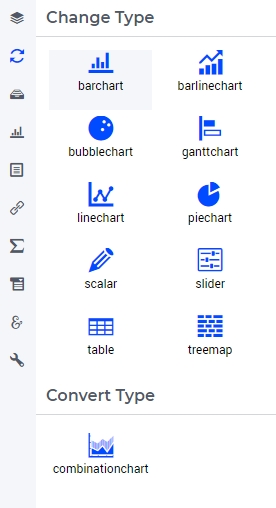 Change Type
barchart barlinechart
bubblechart ganttchart
linechart piechart
scalar slider
table treemap
Convert Type
combinationchart